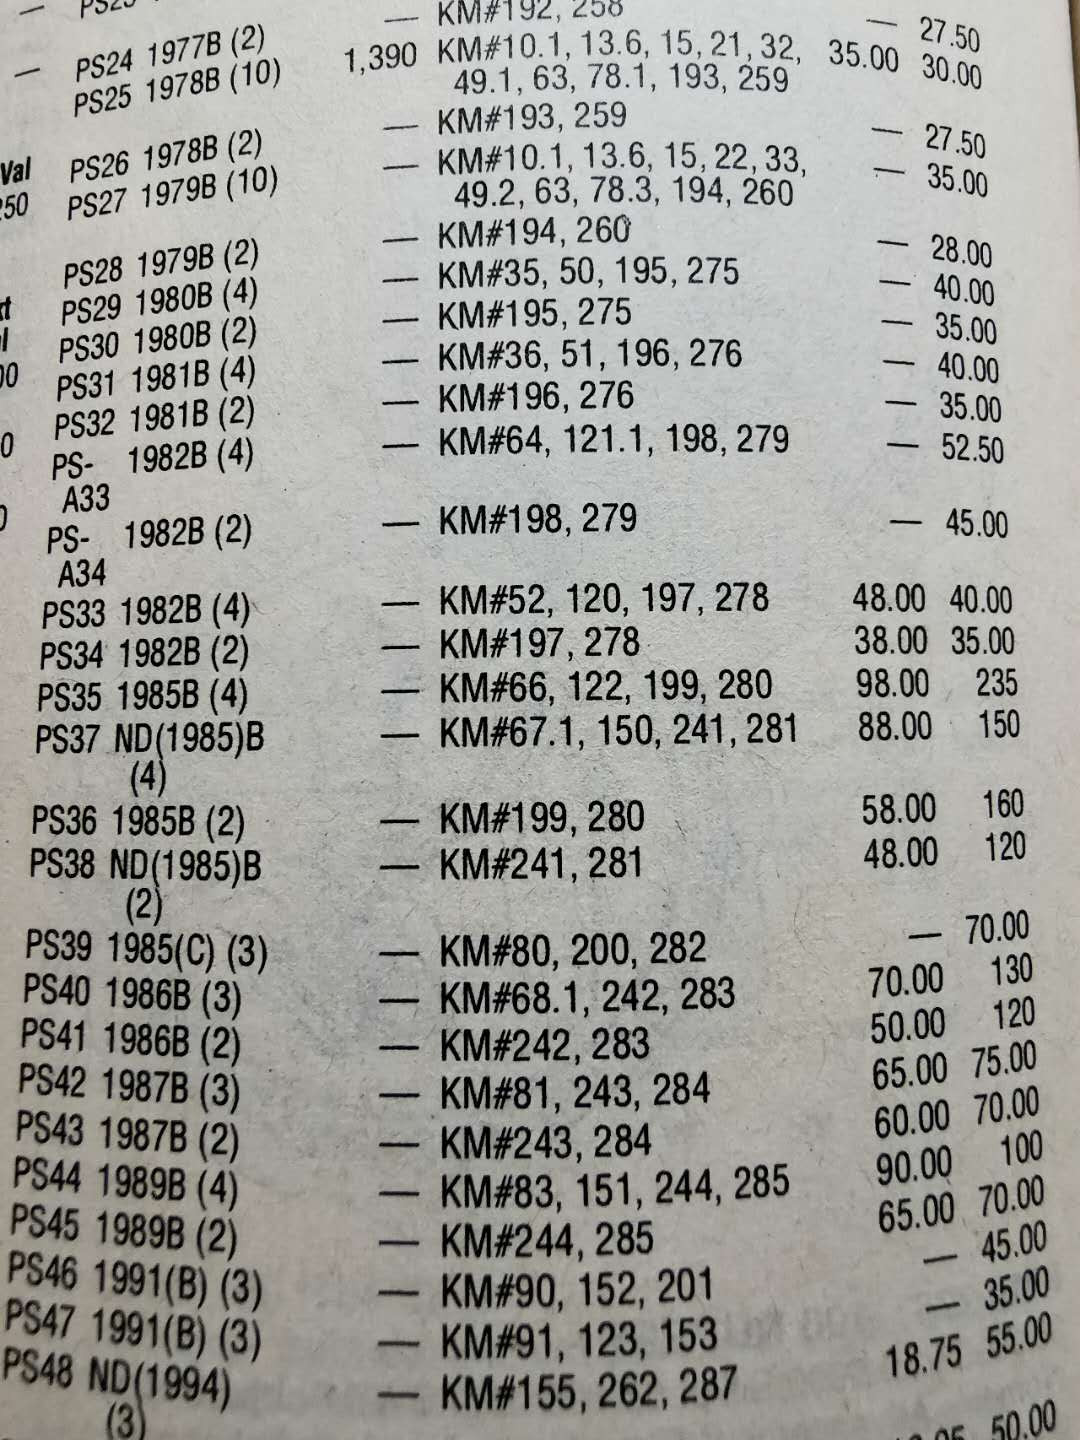 PS24 1977B (2) — KM#192, 258 — 27.50
PS25 1978B (10) 1,390 KM#10.1, 13.6, 15, 21, 32, 35.00 30.00
49.1, 63, 78.1, 193, 259
PS26 1978B (2) — KM#193, 259 — 27.50
Val
PS27 1979B (10) — KM#10.1, 13.6, 15, 22, 33, — 35.00
49.2, 63, 78.3, 194, 260
PS28 1979B (2) — KM#194, 260 — 28.00
PS29 1980B (4) — KM#35, 50, 195, 275 — 40.00
PS30 1980B (2) — KM#195, 275 — 35.00
PS31 1981B (4) — KM#36, 51, 196, 276 — 40.00
PS32 1981B (2) — KM#196, 276 — 35.00
PS- 1982B (4) — KM#64, 121.1, 198, 279 — 52.50
A33
PS- 1982B (2) — KM#198, 279 — 45.00
A34
PS33 1982B (4) — KM#52, 120, 197, 278 48.00 40.00
PS34 1982B (2) — KM#197, 278 38.00 35.00
PS35 1985B (4) — KM#66, 122, 199, 280 98.00 235
PS37 ND(1985)B — KM#67.1, 150, 241, 281 88.00 150
(4)
PS36 1985B (2) — KM#199, 280 58.00 160
PS38 ND(1985)B — KM#241, 281 48.00 120
(2)
PS39 1985(C) (3) — KM#80, 200, 282 — 70.00
PS40 1986B (3) — KM#68.1, 242, 283 70.00 130
PS41 1986B (2) — KM#242, 283 50.00 120
PS42 1987B (3) — KM#81, 243, 284 65.00 75.00
PS43 1987B (2) — KM#243, 284 60.00 70.00
PS44 1989B (4) — KM#83, 151, 244, 285 90.00 100
PS45 1989B (2) — KM#244, 285 65.00 70.00
PS46 1991(B) (3) — KM#90, 152, 201 — 45.00
PS47 1991(B) (3) — KM#91, 123, 153 — 35.00
PS48 ND(1994) — KM#155, 262, 287 18.75 55.00
(3)
50.00